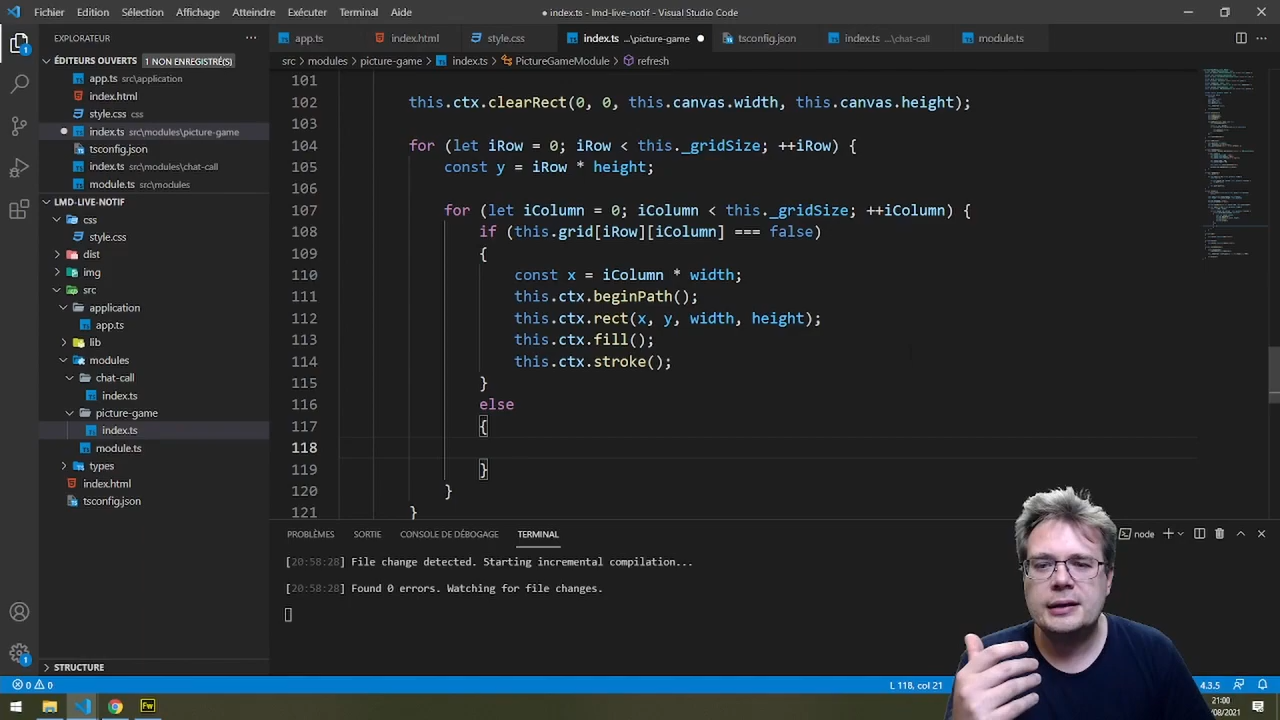 Fichier Édition Sélection Affichage Atteindre Exécuter Terminal Aide
● index.ts - lmd-live-notif - Visual Studio Code
EXPLORATEUR
ÉDITEURS OUVERTS 1 NON ENREGISTRÉ(S)
app.ts src\application
index.html
style.css css
index.ts src\modules\picture-game
tsconfig.json
index.ts src\modules\chat-call
module.ts src\modules
LMD-LIVE-NOTIF
css
style.css
dist
img
src
application
app.ts
lib
modules
chat-call
index.ts
picture-game
index.ts
module.ts
types
index.html
tsconfig.json
STRUCTURE
app.ts index.html style.css index.ts ...\picture-game tsconfig.json index.ts ...\chat-call module.ts
src > modules > picture-game > index.ts > PictureGameModule > refresh
101
102 this.ctx.clearRect(0, 0, this.canvas.width, this.canvas.height);
103
104 for (let iRow = 0; iRow < this._gridSize; ++iRow) {
105 const y = iRow * height;
106
107 for (let iColumn = 0; iColumn < this._gridSize; ++iColumn)
108 if (this.grid[iRow][iColumn] === false)
109 {
110 const x = iColumn * width;
111 this.ctx.beginPath();
112 this.ctx.rect(x, y, width, height);
113 this.ctx.fill();
114 this.ctx.stroke();
115 }
116 else
117 {
118
119 }
120 }
121 }
PROBLÈMES SORTIE CONSOLE DE DÉBOGAGE TERMINAL
node
[20:58:28] File change detected. Starting incremental compilation...
[20:58:28] Found 0 errors. Watching for file changes.
0 0
L 118, col 21
4.3.5
Fw
21:00
/08/2021